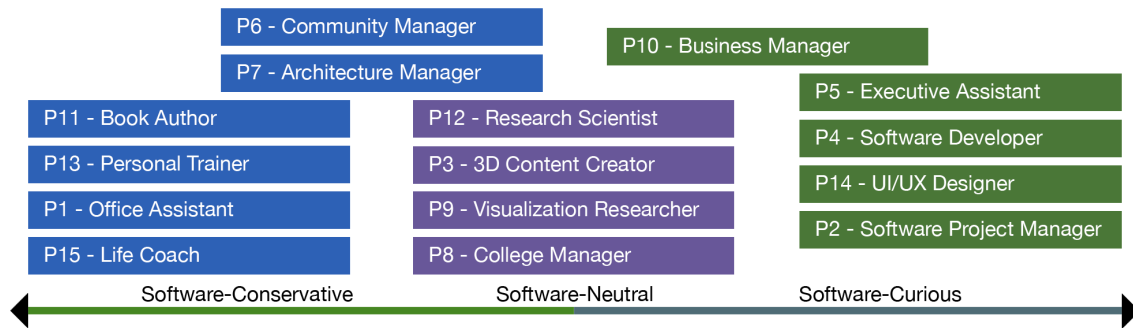 P6 - Community Manager
P10 - Business Manager
P7 - Architecture Manager
P5 - Executive Assistant
P11 - Book Author
P12 - Research Scientist
P4 - Software Developer
P13 - Personal Trainer
P3 - 3D Content Creator
P14 - UI/UX Designer
P1 - Office Assistant
P9 - Visualization Researcher
P2 - Software Project Manager
P15 - Life Coach
P8 - College Manager
Software-Conservative
Software-Neutral
Software-Curious